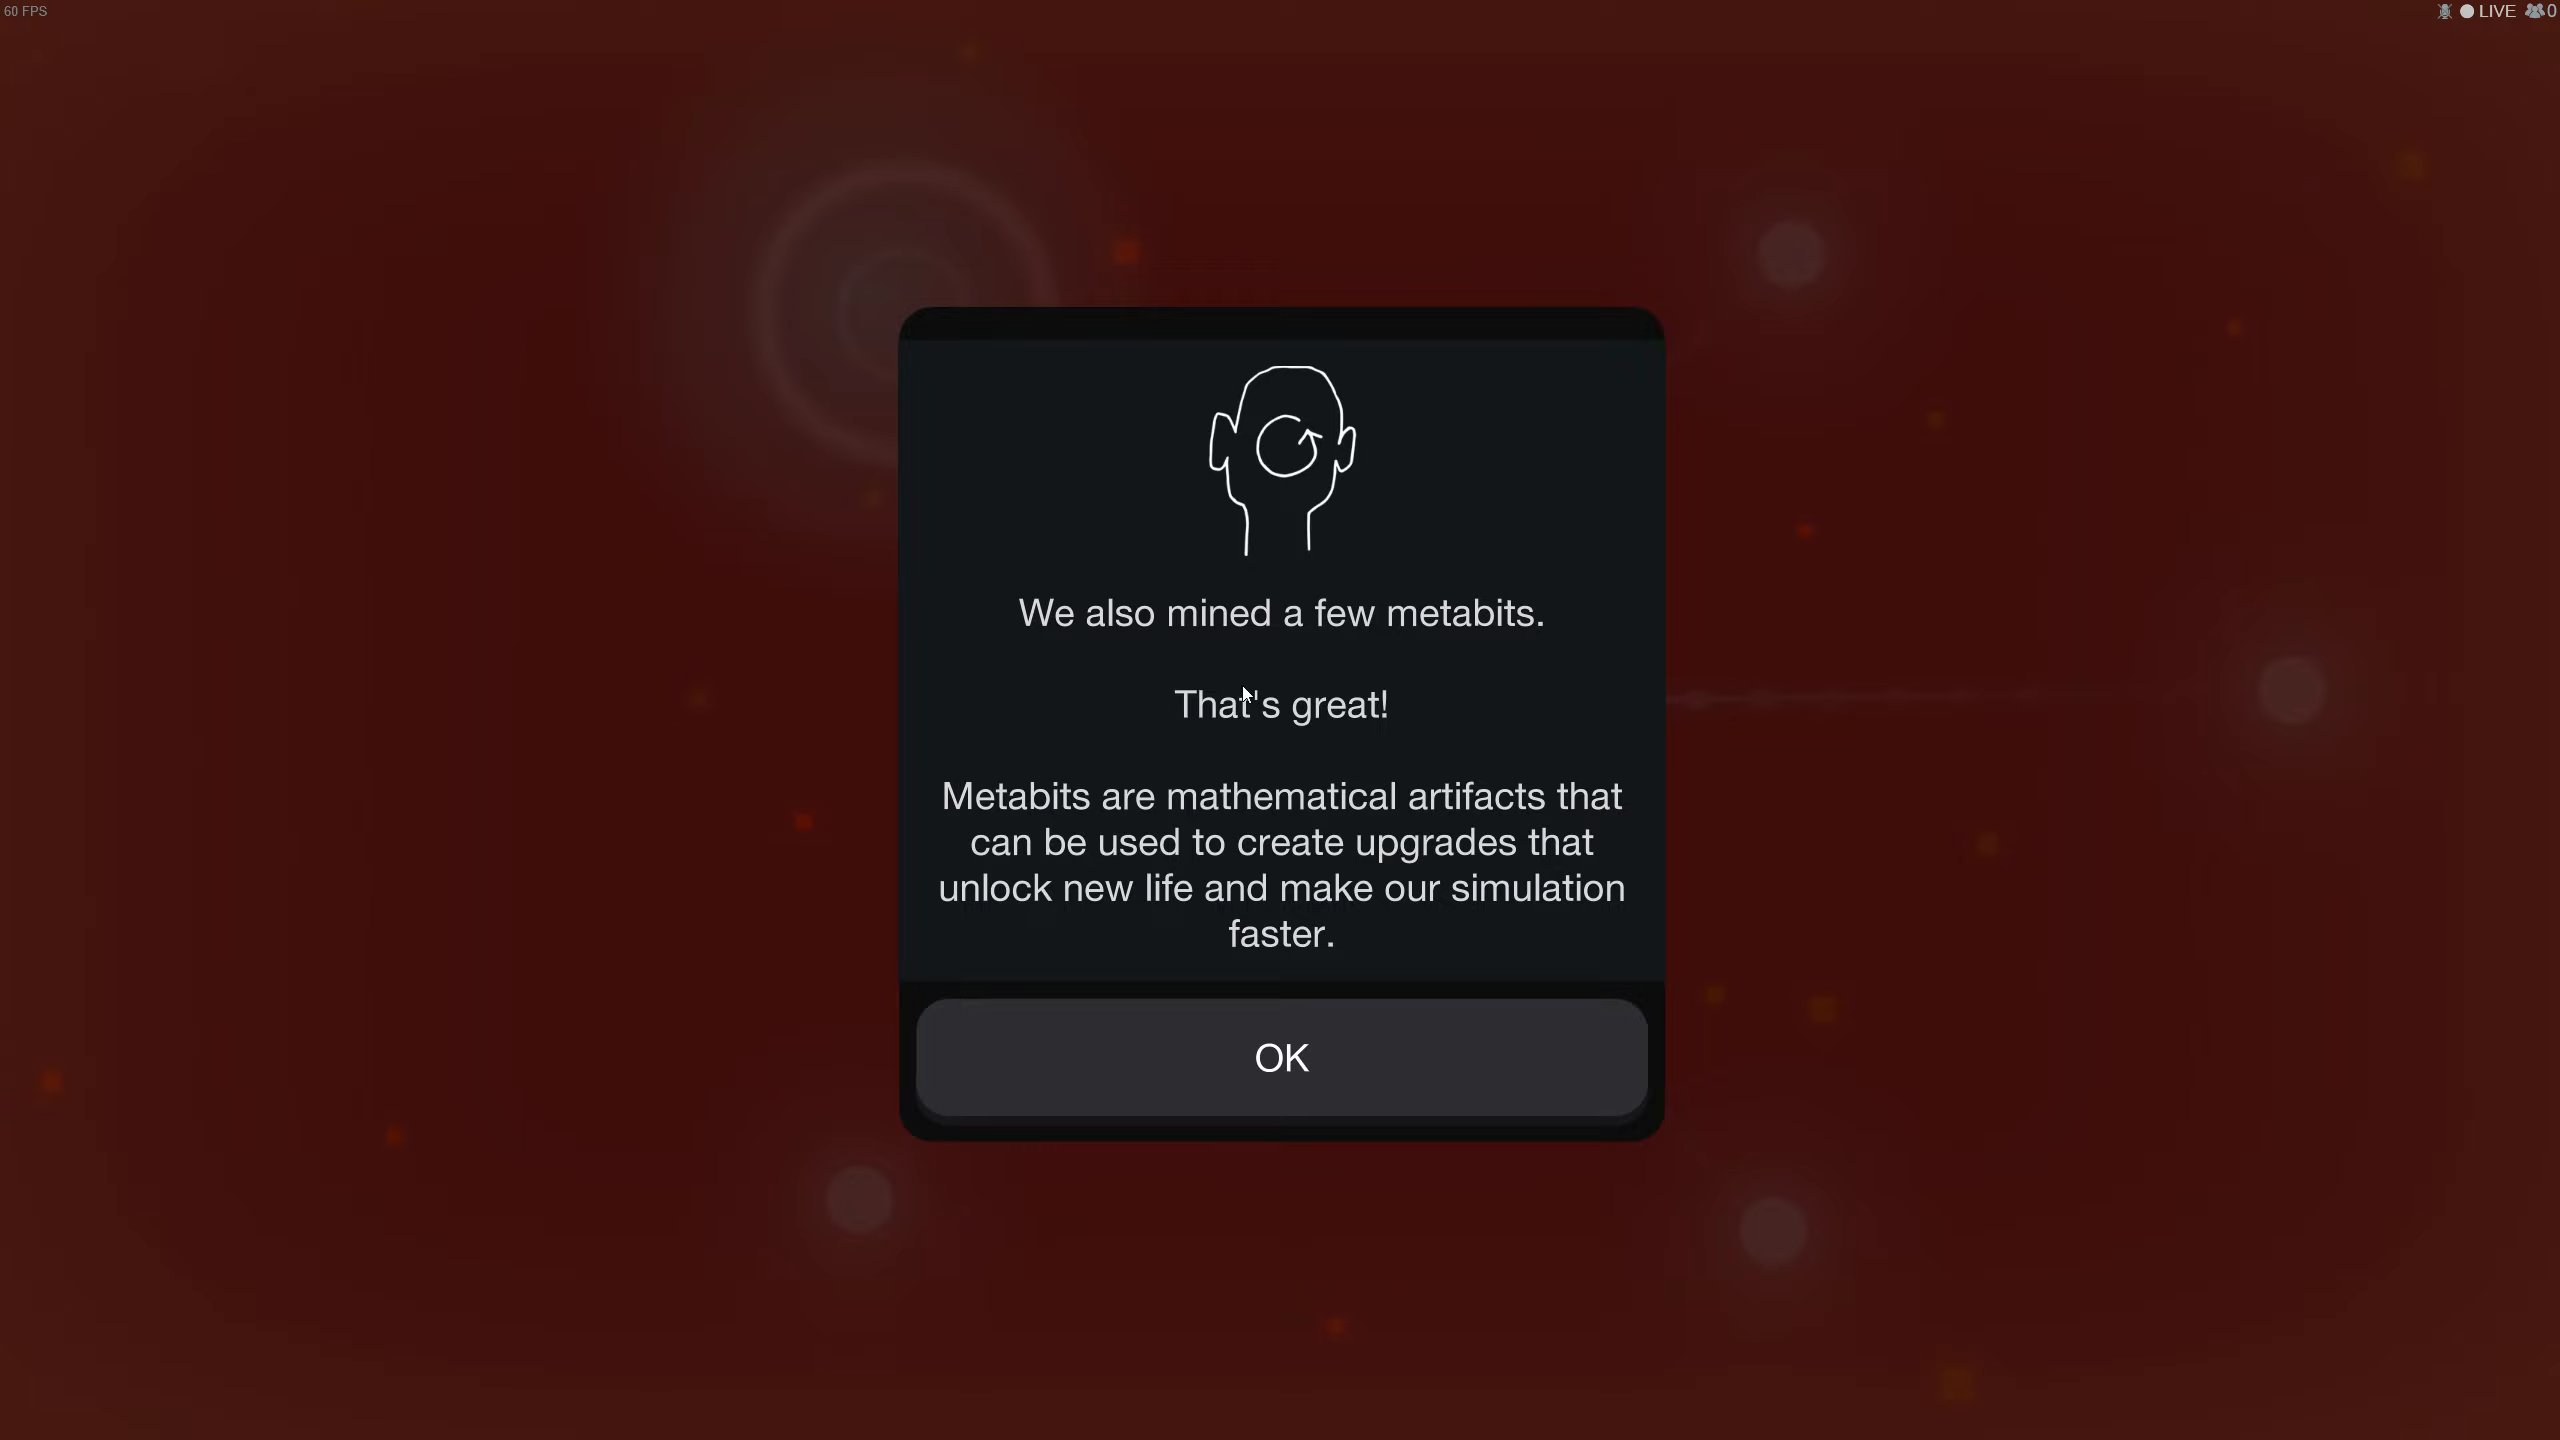 60 FPS
LIVE 0
We also mined a few metabits.
That's great!
Metabits are mathematical artifacts that
can be used to create upgrades that
unlock new life and make our simulation
faster.
OK